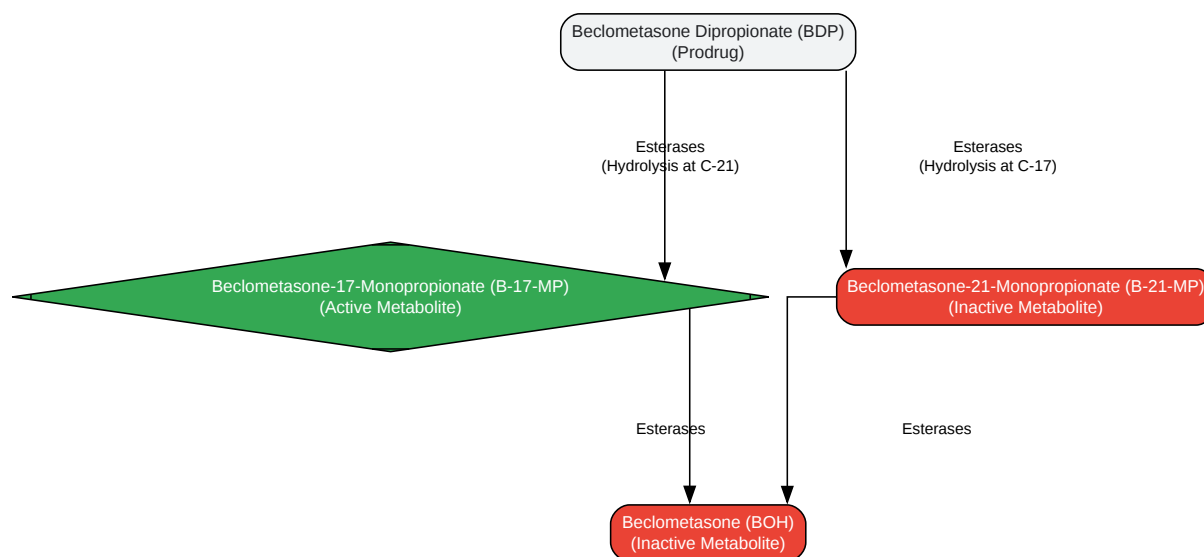 Beclometasone Dipropionate (BDP)
(Prodrug)
Esterases
(Hydrolysis at C-21)
Esterases
(Hydrolysis at C-17)
Beclometasone-17-Monopropionate (B-17-MP)
(Active Metabolite)
Beclometasone-21-Monopropionate (B-21-MP)
(Inactive Metabolite)
Esterases
Esterases
Beclometasone (BOH)
(Inactive Metabolite)